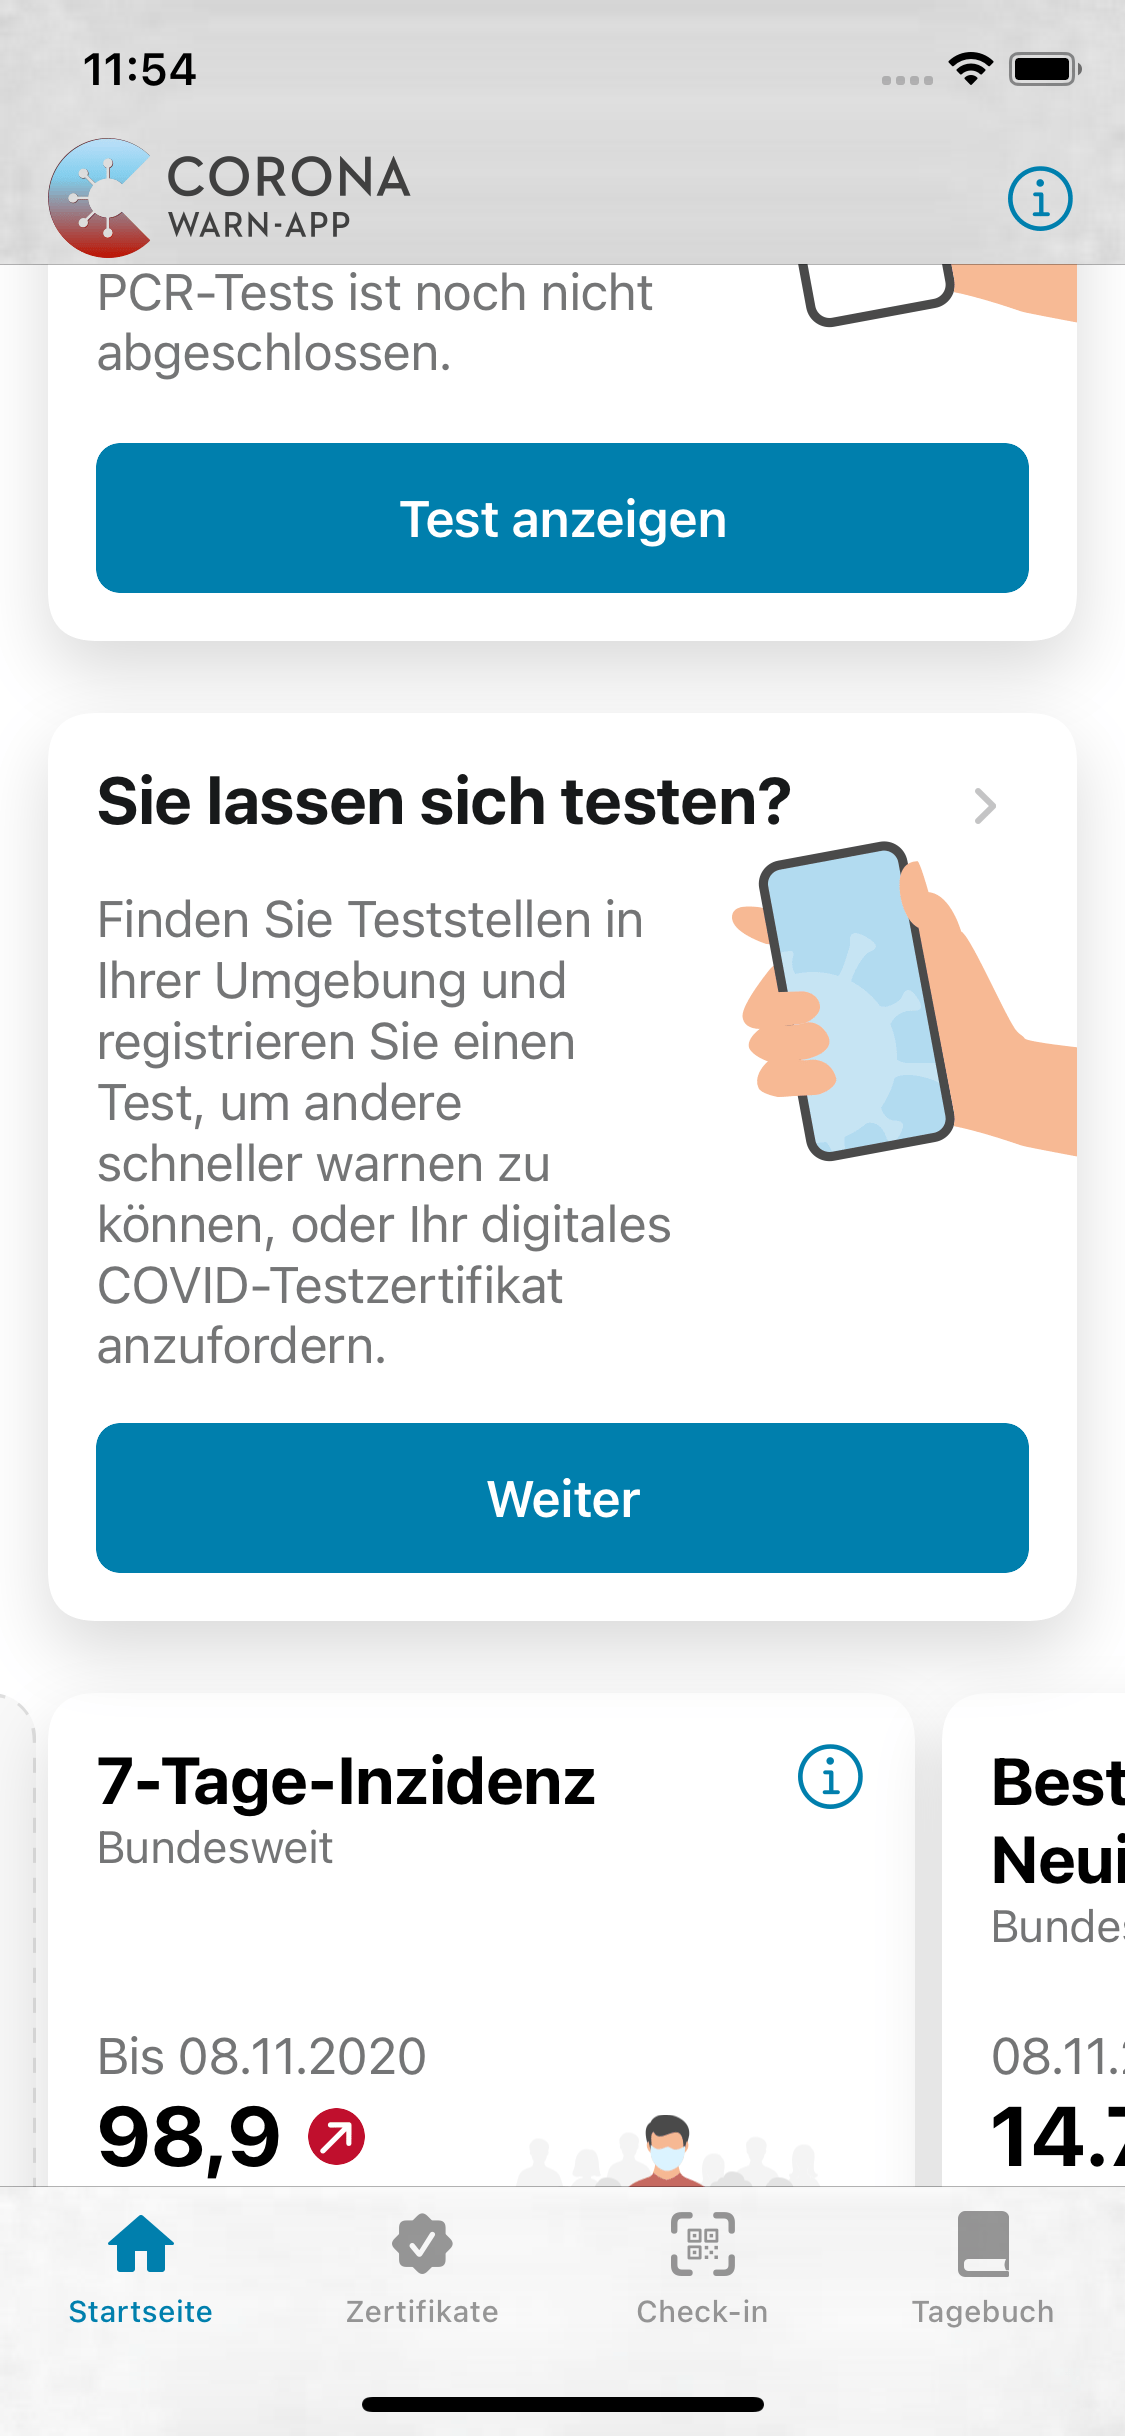 11:54
CORONA
WARN-APP
PCR-Tests ist noch nicht
abgeschlossen.
Test anzeigen
Sie lassen sich testen?
Finden Sie Teststellen in
Ihrer Umgebung und
registrieren Sie einen
Test, um andere
schneller warnen zu
können, oder Ihr digitales
COVID-Testzertifikat
anzufordern.
Weiter
7-Tage-Inzidenz
Bundesweit
Bis 08.11.2020
98,9
Best
Neui
Bundes
08.11.
14.7
Startseite
Zertifikate
Check-in
Tagebuch